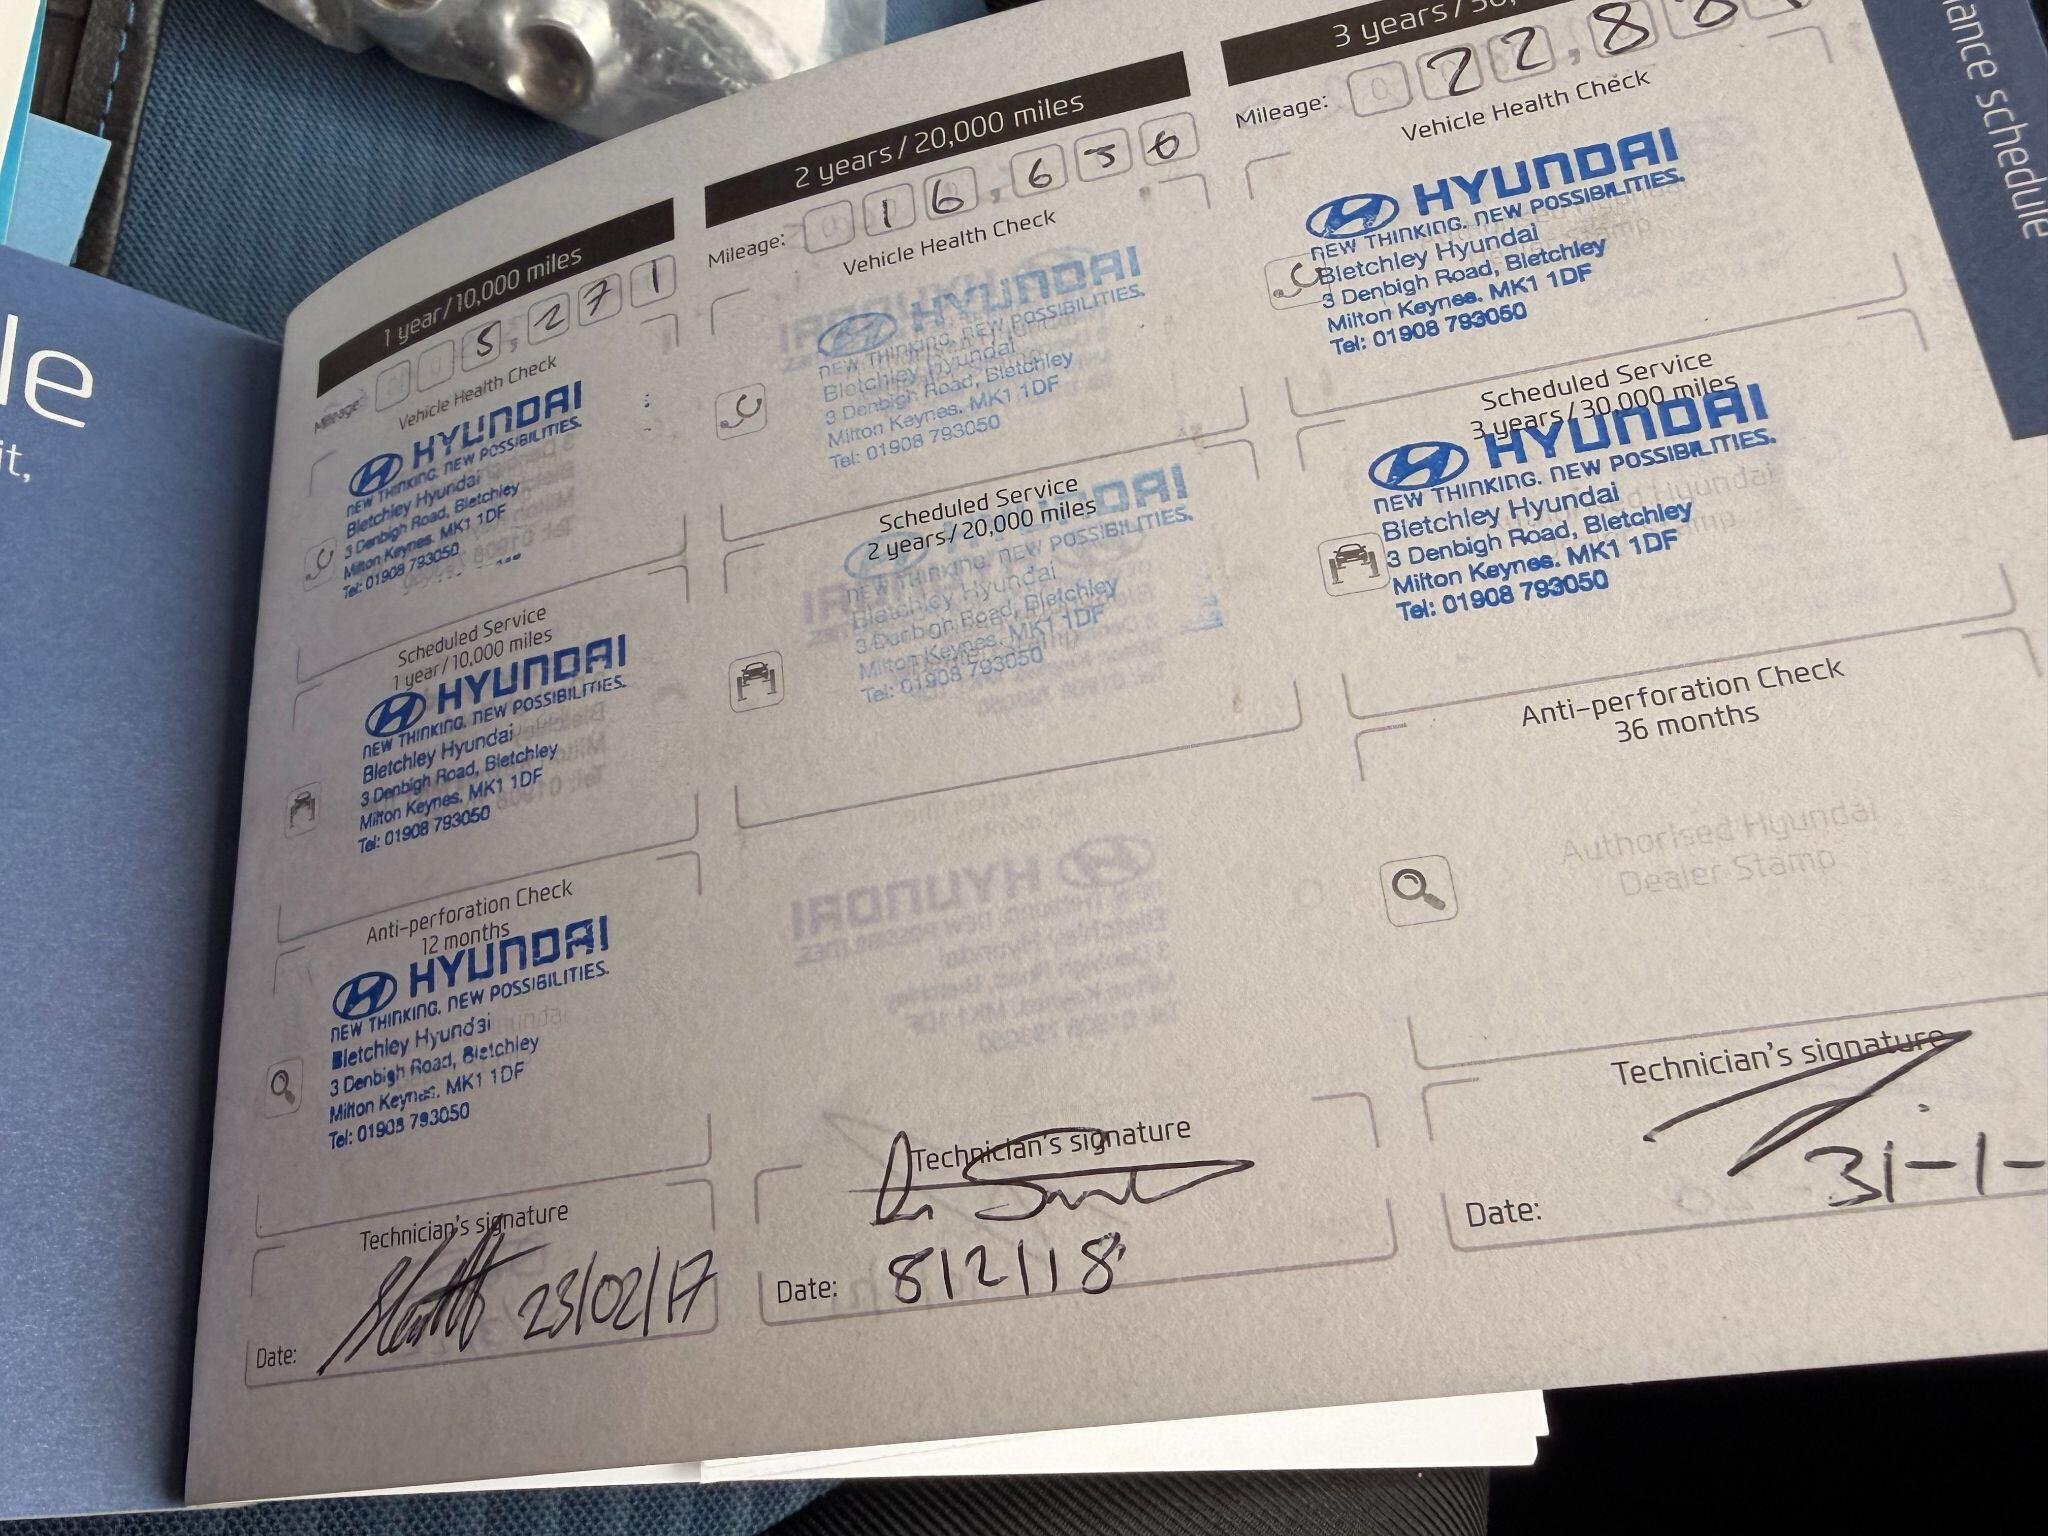 le
it,
1 year/10,000 miles
Mileage: 005,271
Vehicle Health Check
HYUNDAI
NEW THINKING. NEW POSSIBILITIES.
Bletchley Hyundai
3 Denbigh Road, Bletchley
Milton Keynes. MK1 1DF
Tel: 01908 793050
Scheduled Service
1 year/10,000 miles
HYUNDAI
NEW THINKING. NEW POSSIBILITIES.
Bletchley Hyundai
3 Denbigh Road, Bletchley
Milton Keynes. MK1 1DF
Tel: 01908 793050
Anti-perforation Check
12 months
HYUNDAI
NEW THINKING. NEW POSSIBILITIES.
Bletchley Hyundai
3 Denbigh Road, Bletchley
Milton Keynes. MK1 1DF
Tel: 01908 793050
Technician's signature
Date: 23/02/17
2 years/20,000 miles
Mileage: 016,656
Vehicle Health Check
HYUNDAI
NEW THINKING. NEW POSSIBILITIES.
Bletchley Hyundai
3 Denbigh Road, Bletchley
Milton Keynes. MK1 1DF
Tel: 01908 793050
Scheduled Service
2 years/20,000 miles
HYUNDAI
NEW THINKING. NEW POSSIBILITIES.
Bletchley Hyundai
3 Denbigh Road, Bletchley
Milton Keynes. MK1 1DF
Tel: 01908 793050
Technician's signature
Date: 8/2/18
3 years/
Mileage: 022,88
Vehicle Health Check
HYUNDAI
NEW THINKING. NEW POSSIBILITIES.
Bletchley Hyundai
3 Denbigh Road, Bletchley
Milton Keynes. MK1 1DF
Tel: 01908 793050
Scheduled Service
3 years/30,000 miles
HYUNDAI
NEW THINKING. NEW POSSIBILITIES.
Bletchley Hyundai
3 Denbigh Road, Bletchley
Milton Keynes. MK1 1DF
Tel: 01908 793050
Anti-perforation Check
36 months
Authorised Hyundai
Dealer Stamp
Technician's signature
Date: 31-1-
ance schedule